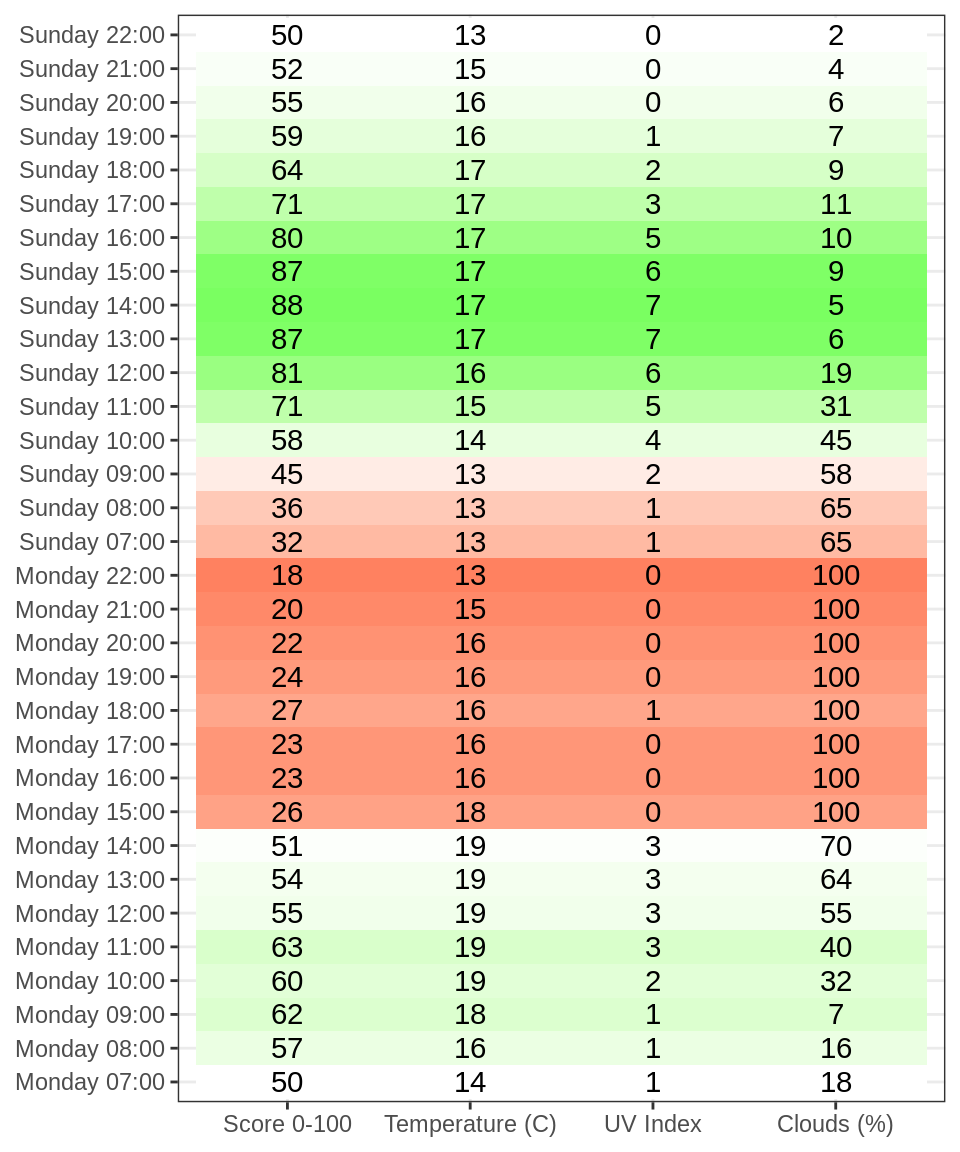 Sunday 22:00 50 13 0 2
Sunday 21:00 52 15 0 4
Sunday 20:00 55 16 0 6
Sunday 19:00 59 16 1 7
Sunday 18:00 64 17 2 9
Sunday 17:00 71 17 3 11
Sunday 16:00 80 17 5 10
Sunday 15:00 87 17 6 9
Sunday 14:00 88 17 7 5
Sunday 13:00 87 17 7 6
Sunday 12:00 81 16 6 19
Sunday 11:00 71 15 5 31
Sunday 10:00 58 14 4 45
Sunday 09:00 45 13 2 58
Sunday 08:00 36 13 1 65
Sunday 07:00 32 13 1 65
Monday 22:00 18 13 0 100
Monday 21:00 20 15 0 100
Monday 20:00 22 16 0 100
Monday 19:00 24 16 0 100
Monday 18:00 27 16 1 100
Monday 17:00 23 16 0 100
Monday 16:00 23 16 0 100
Monday 15:00 26 18 0 100
Monday 14:00 51 19 3 70
Monday 13:00 54 19 3 64
Monday 12:00 55 19 3 55
Monday 11:00 63 19 3 40
Monday 10:00 60 19 2 32
Monday 09:00 62 18 1 7
Monday 08:00 57 16 1 16
Monday 07:00 50 14 1 18
Score 0-100 Temperature (C) UV Index Clouds (%)